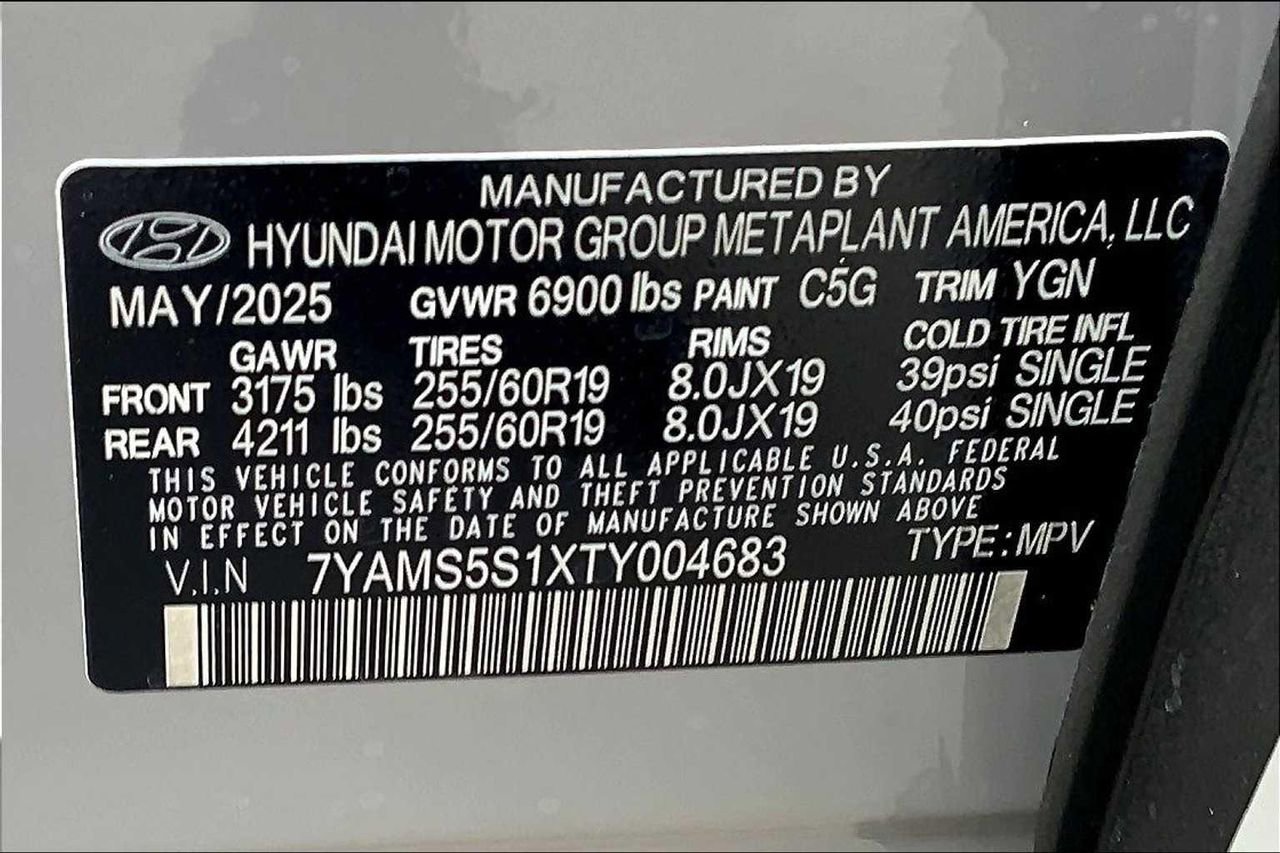 MANUFACTURED BY
HYUNDAI MOTOR GROUP METAPLANT AMERICA, LLC
MAY/2025 GVWR 6900 lbs PAINT C5G TRIM YGN
GAWR TIRES RIMS COLD TIRE INFL
FRONT 3175 lbs 255/60R19 8.0JX19 39psi SINGLE
REAR 4211 lbs 255/60R19 8.0JX19 40psi SINGLE
THIS VEHICLE CONFORMS TO ALL APPLICABLE U.S.A. FEDERAL
MOTOR VEHICLE SAFETY AND THEFT PREVENTION STANDARDS
IN EFFECT ON THE DATE OF MANUFACTURE SHOWN ABOVE
V.I.N 7YAMS5S1XTY004683 TYPE:MPV